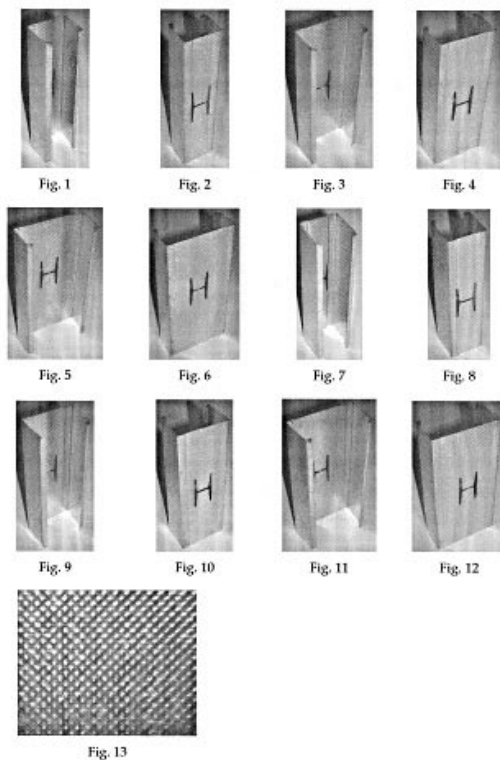 Fig. 1 Fig. 2 Fig. 3 Fig. 4
H H
Fig. 5 Fig. 6 Fig. 7 Fig. 8
H H H
Fig. 9 Fig. 10 Fig. 11 Fig. 12
H H H
Fig. 13